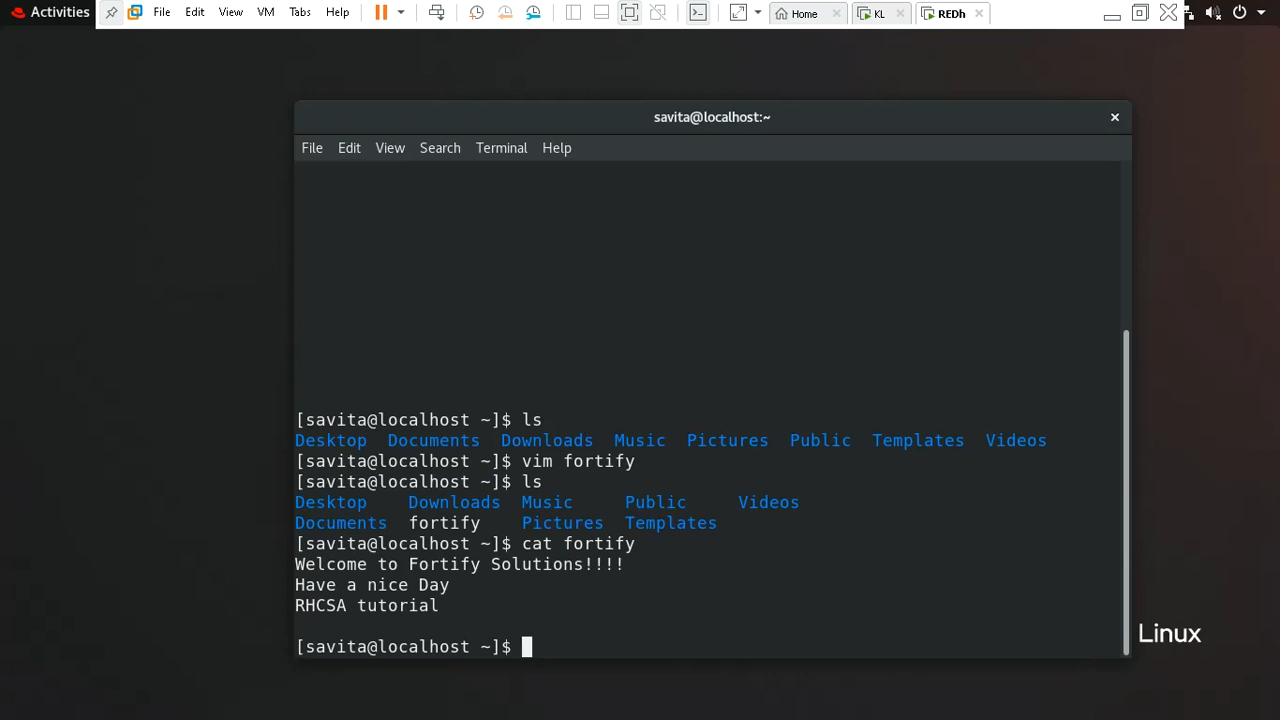 Activities File Edit View VM Tabs Help Home KL REDh
savita@localhost:~
File Edit View Search Terminal Help
[savita@localhost ~]$ ls
Desktop Documents Downloads Music Pictures Public Templates Videos
[savita@localhost ~]$ vim fortify
[savita@localhost ~]$ ls
Desktop Downloads Music Public Videos
Documents fortify Pictures Templates
[savita@localhost ~]$ cat fortify
Welcome to Fortify Solutions!!!!
Have a nice Day
RHCSA tutorial
[savita@localhost ~]$
Linux